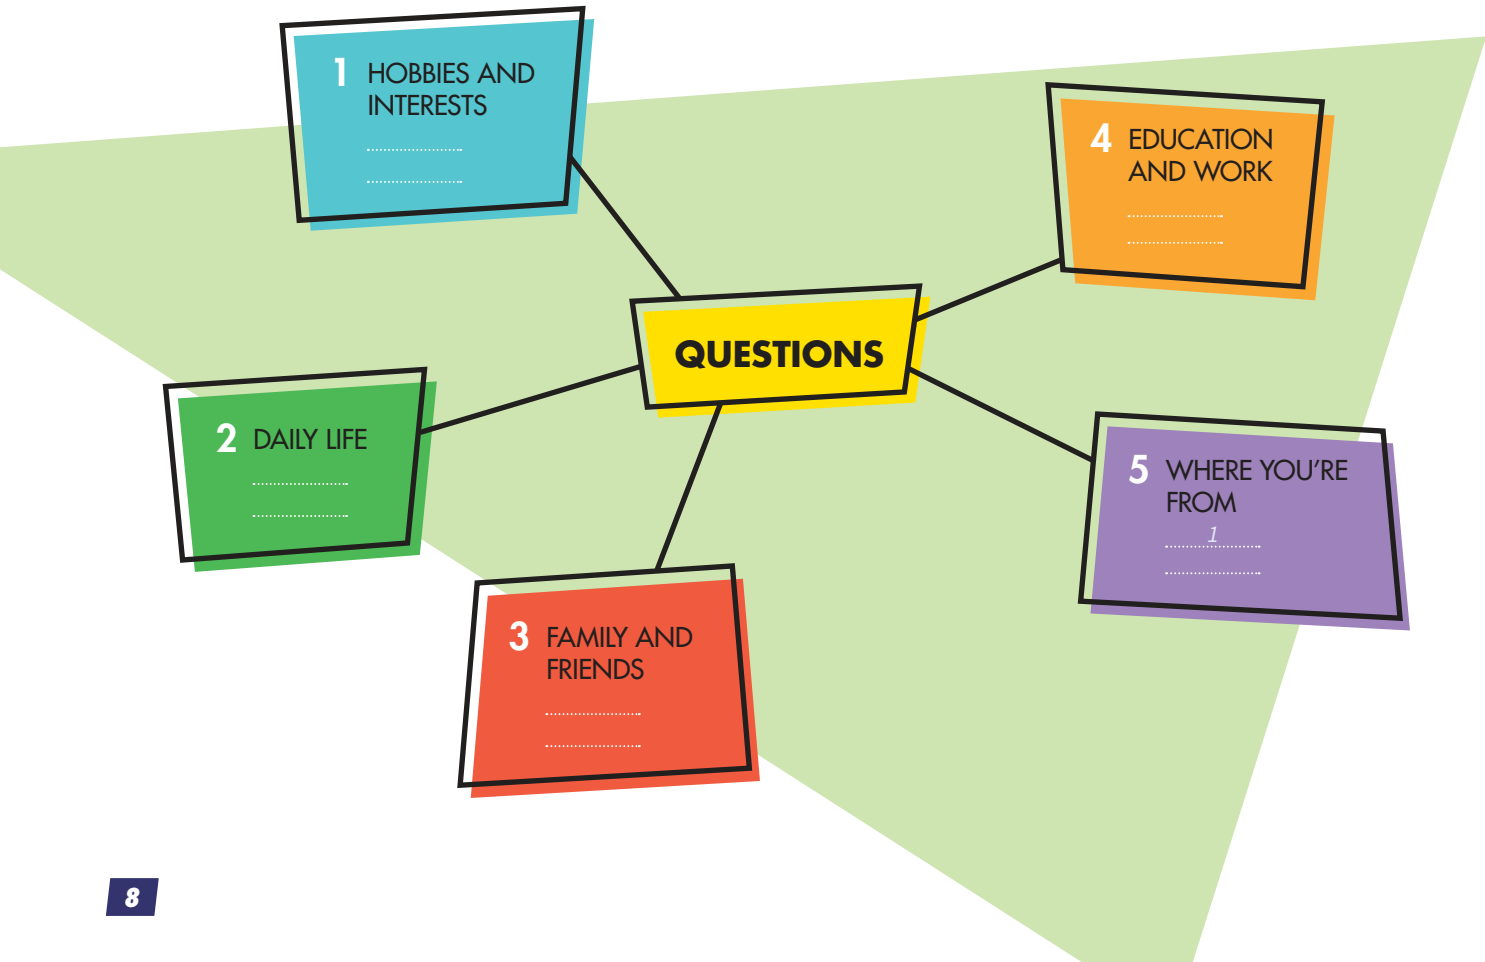 1 HOBBIES AND
INTERESTS
4 EDUCATION
AND WORK
QUESTIONS
2 DAILY LIFE
5 WHERE YOU'RE
FROM
1
3 FAMILY AND
FRIENDS
8